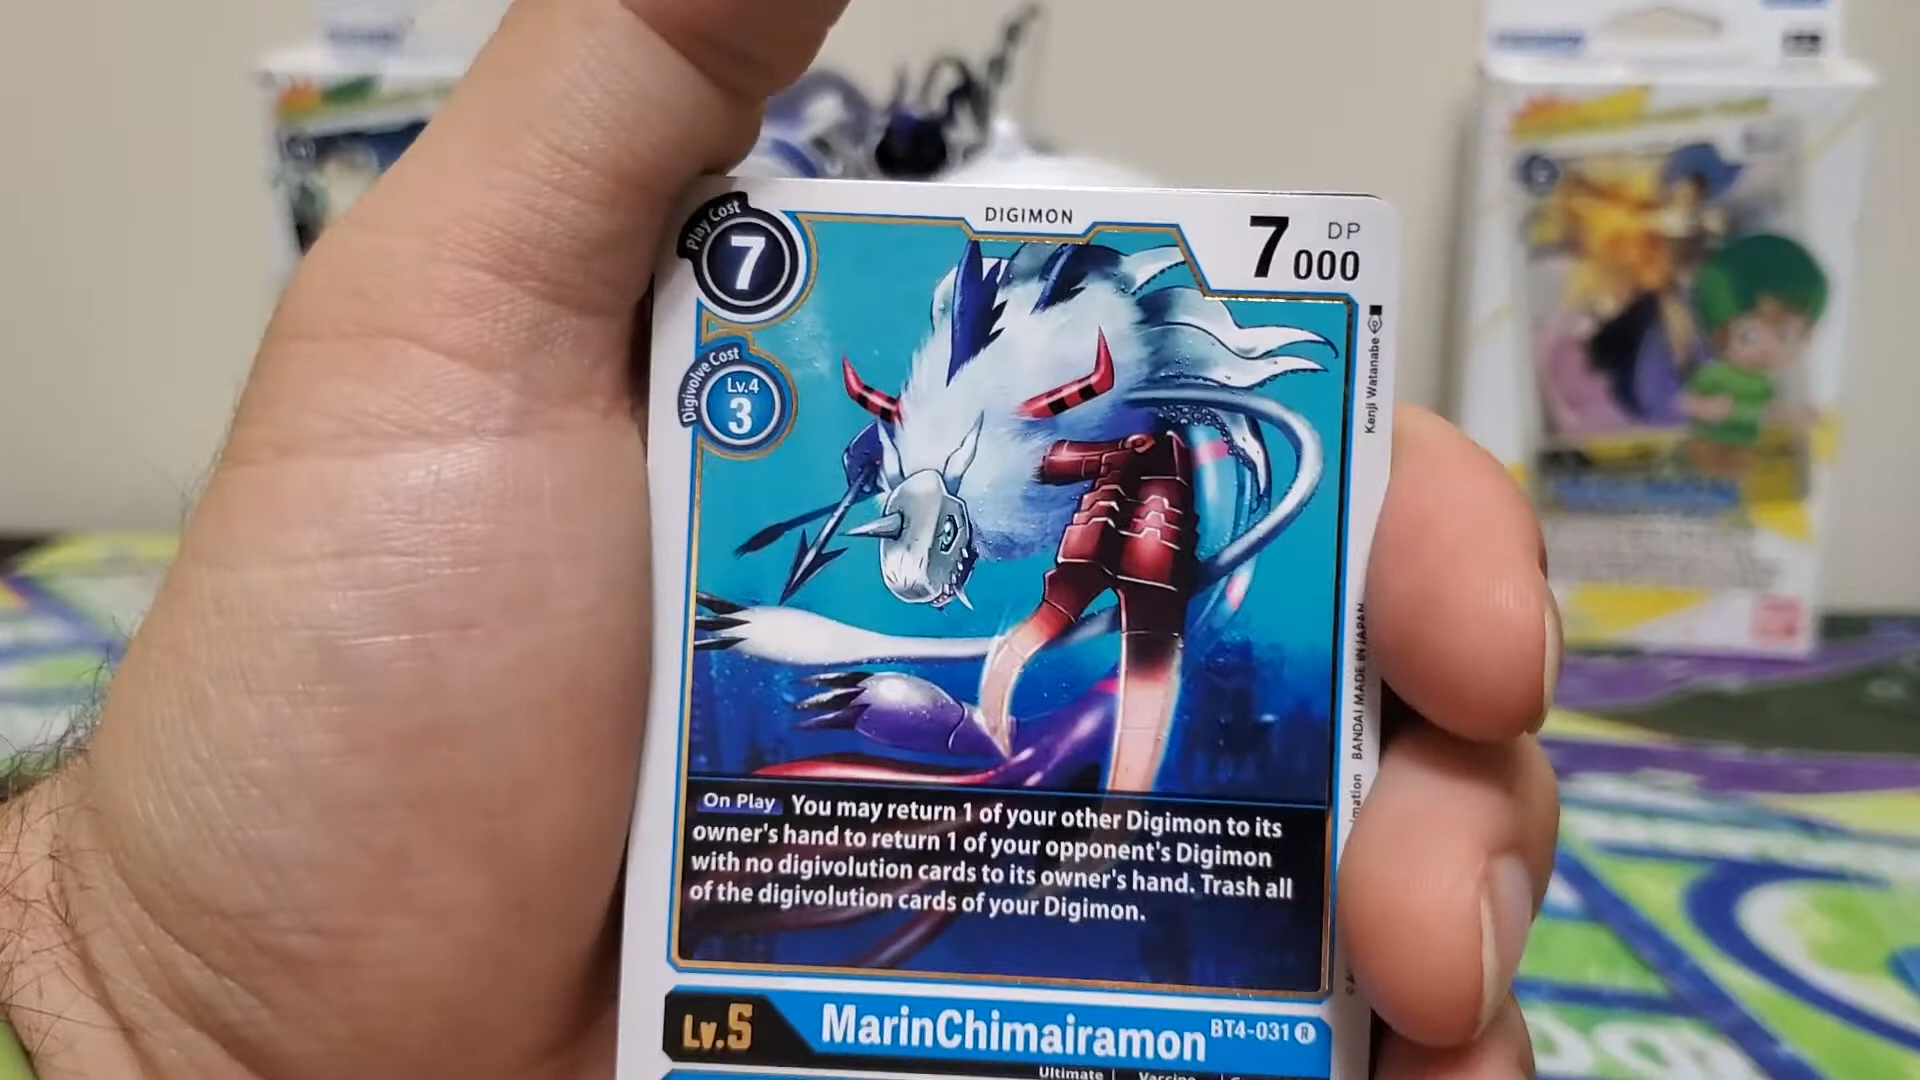 Play Cost
7
DIGIMON
7000
DP
Digivolve Cost
Lv.4
3
Kanji Watanabe
BANDAI MADE IN JAPAN
On Play You may return 1 of your other Digimon to its
owner's hand to return 1 of your opponent's Digimon
with no digivolution cards to its owner's hand. Trash all
of the digivolution cards of your Digimon.
Lv.5
MarinChimairamon
BT4-031 R
Ultimate